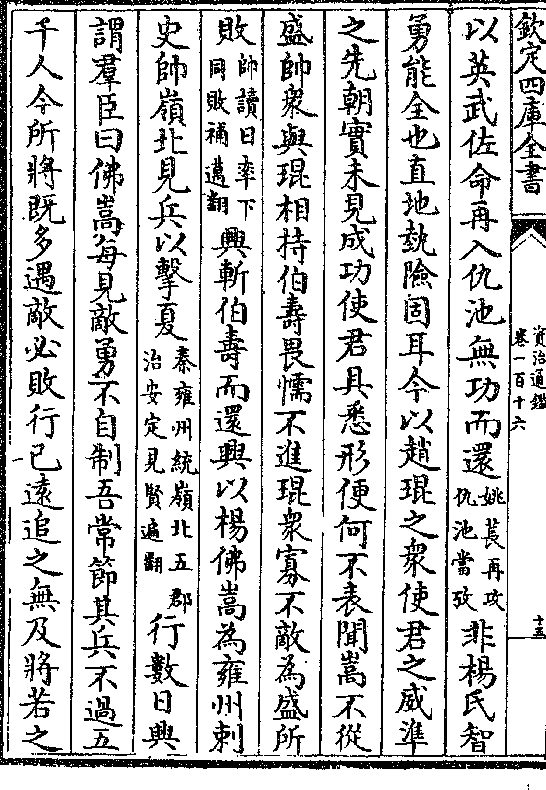 欽定四庫全書
資治通鑑
卷一百十六
十五
以英武佐命再入仇池無功而還姚萇再攻仇池當攷非楊氏智
勇能全也直地埶險固耳今以趙琨之衆使君之威準
之先朝實未見成功使君具悉形便何不表聞嵩不從
盛帥衆與琨相持伯壽畏懦不進琨衆寡不敵為盛所
敗帥讀曰率下同敗補邁翻興斬伯壽而還興以楊佛嵩為雍州刺
史帥嶺北見兵以擊夏秦雍州統嶺北五郡治安定見賢遍翻行數日興
謂羣臣曰佛嵩每見敵勇不自制吾常節其兵不過五
千人今所將既多遇敵必敗行已遠追之無及將若之